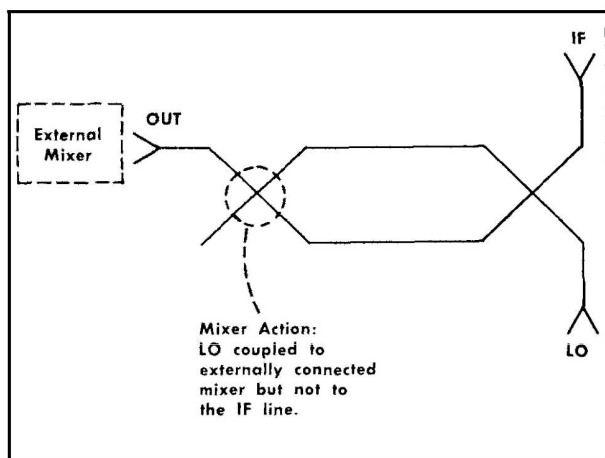 IF
OUT
External
Mixer
Mixer Action:
LO coupled to
externally connected
mixer but not to
the IF line.
LO